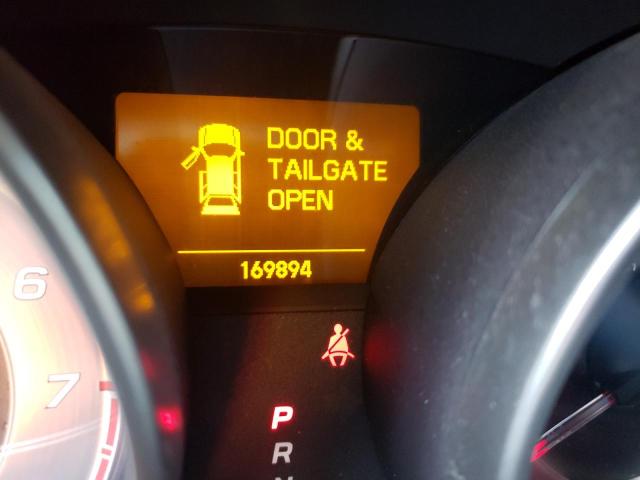 DOOR &
TAILGATE
OPEN
169894
6
7
P
R
N